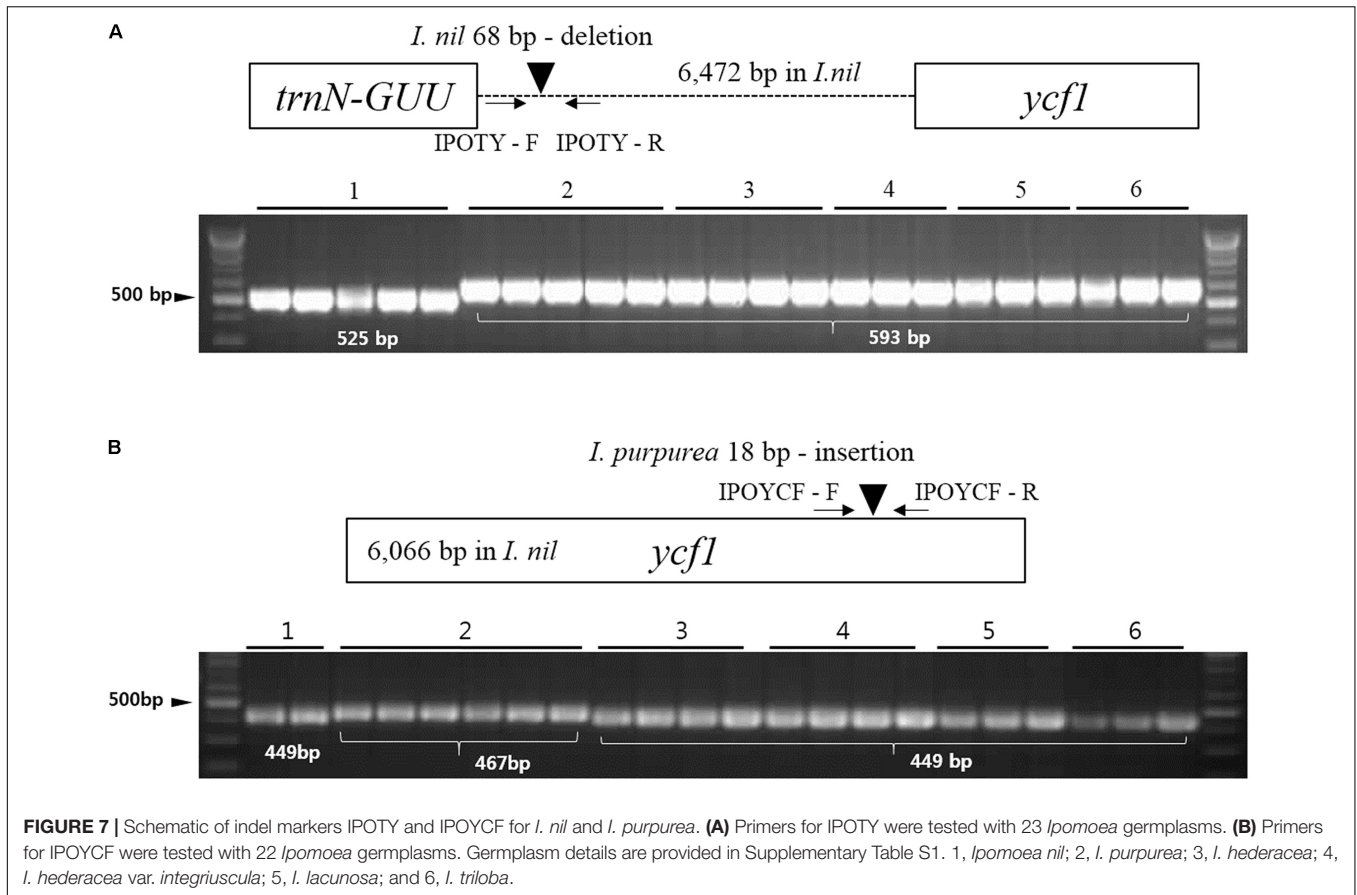 A
I. nil 68 bp - deletion
trnN-GUU
6,472 bp in I.nil
ycf1
IPOTY - F IPOTY - R
1 2 3 4 5 6
500 bp
525 bp
593 bp
B
I. purpurea 18 bp - insertion
IPOYCF - F IPOYCF - R
6,066 bp in I. nil ycf1
1 2 3 4 5 6
500bp
449bp
467bp
449 bp
FIGURE 7 | Schematic of indel markers IPOTY and IPOYCF for I. nil and I. purpurea. (A) Primers for IPOTY were tested with 23 Ipomoea germplasms. (B) Primers
for IPOYCF were tested with 22 Ipomoea germplasms. Germplasm details are provided in Supplementary Table S1. 1, Ipomoea nil; 2, I. purpurea; 3, I. hederacea; 4,
I. hederacea var. integriuscula; 5, I. lacunosa; and 6, I. triloba.